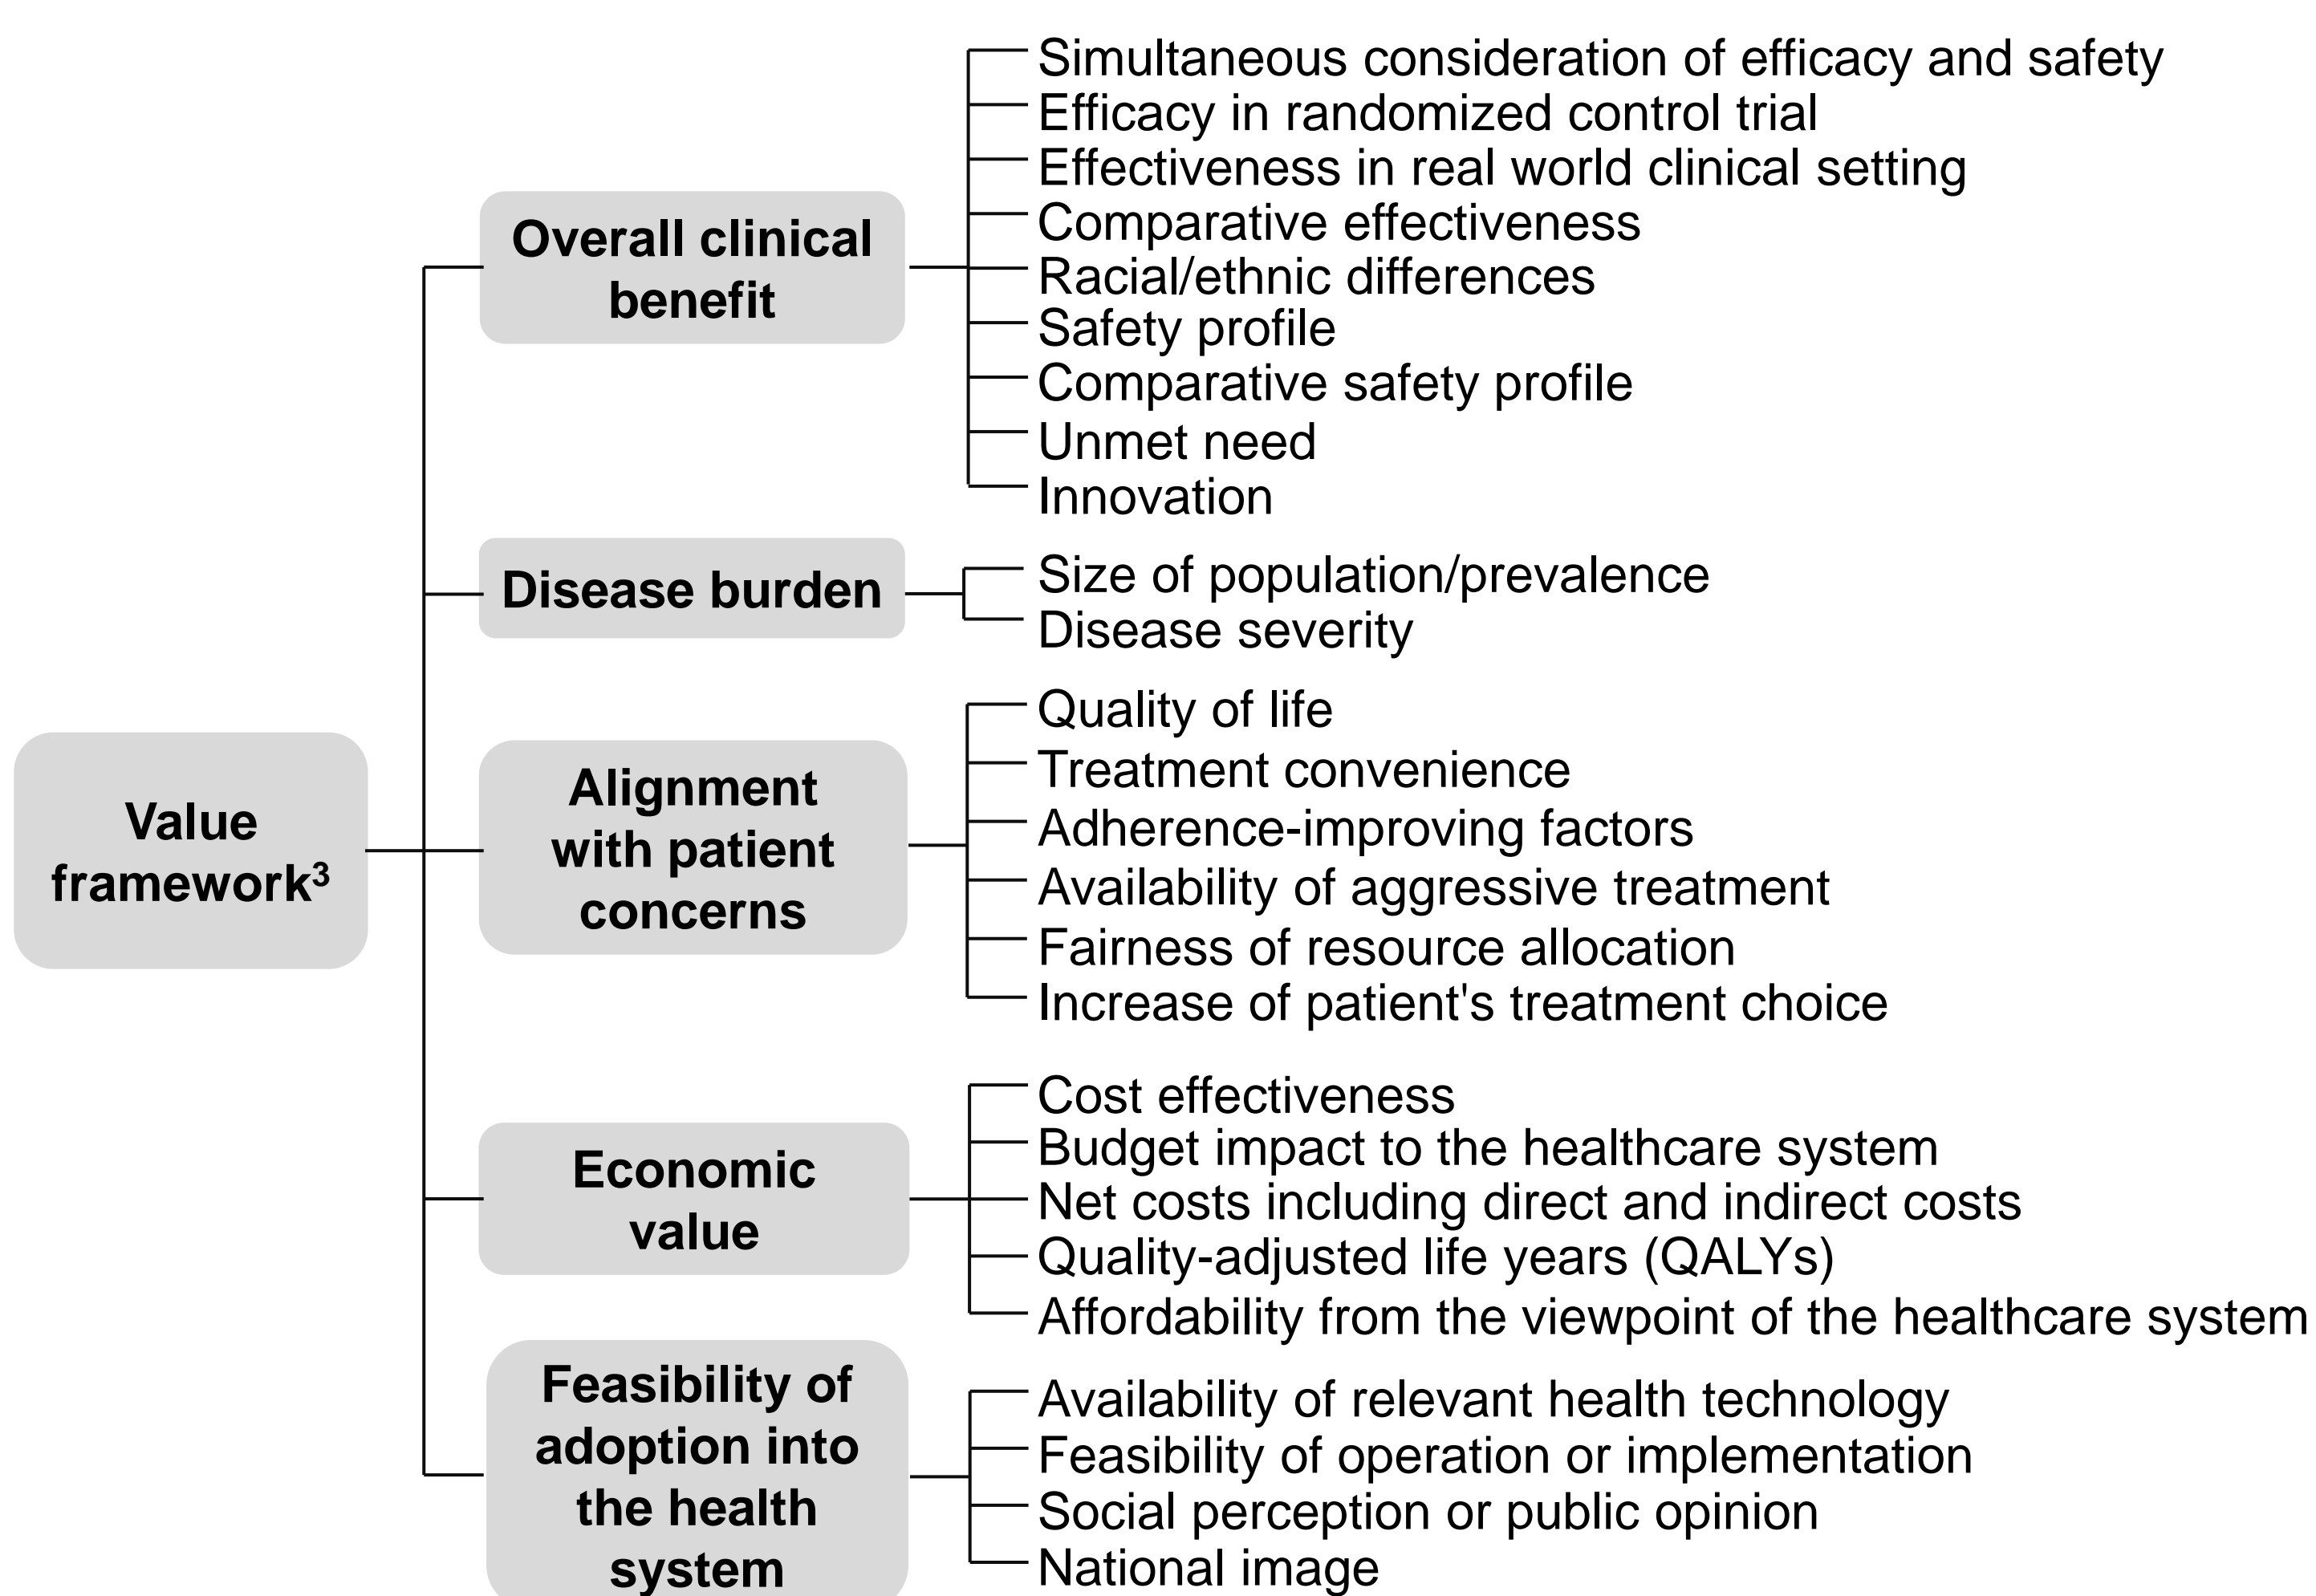 Value
framework³
Overall clinical
benefit
Simultaneous consideration of efficacy and safety
Efficacy in randomized control trial
Effectiveness in real world clinical setting
Comparative effectiveness
Racial/ethnic differences
Safety profile
Comparative safety profile
Unmet need
Innovation
Disease burden
Size of population/prevalence
Disease severity
Alignment
with patient
concerns
Quality of life
Treatment convenience
Adherence-improving factors
Availability of aggressive treatment
Fairness of resource allocation
Increase of patient's treatment choice
Economic
value
Cost effectiveness
Budget impact to the healthcare system
Net costs including direct and indirect costs
Quality-adjusted life years (QALYs)
Affordability from the viewpoint of the healthcare system
Feasibility of
adoption into
the health
system
Availability of relevant health technology
Feasibility of operation or implementation
Social perception or public opinion
National image